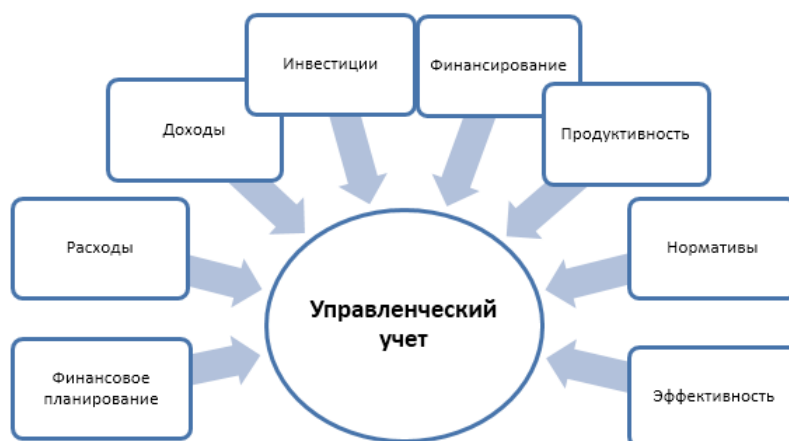 Инвестиции
Финансирование
Доходы
Продуктивность
Расходы
Нормативы
Управленческий
учет
Финансовое
планирование
Эффективность